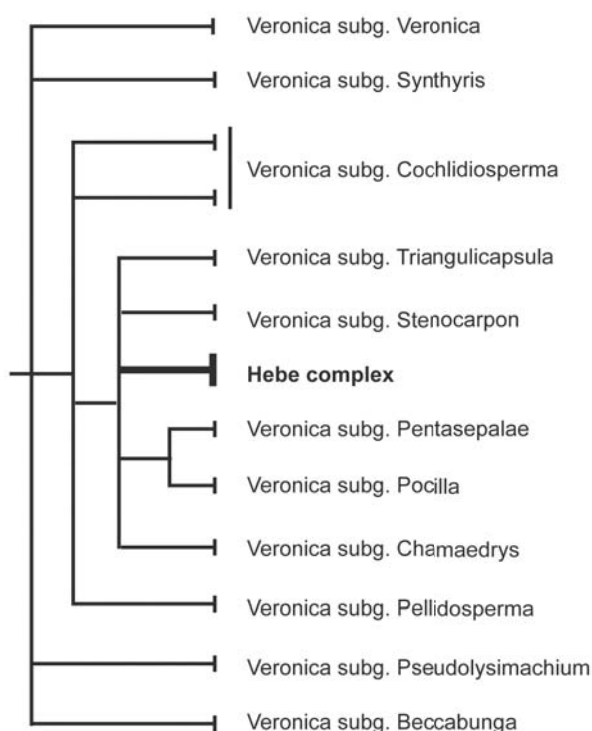 Veronica subg. Veronica
Veronica subg. Synthyris
Veronica subg. Cochlidiosperma
Veronica subg. Triangulicapsula
Veronica subg. Stenocarpon
Hebe complex
Veronica subg. Pentasepalae
Veronica subg. Pocilla
Veronica subg. Chamaedrys
Veronica subg. Pellidosperma
Veronica subg. Pseudolysimachium
Veronica subg. Beccabunga